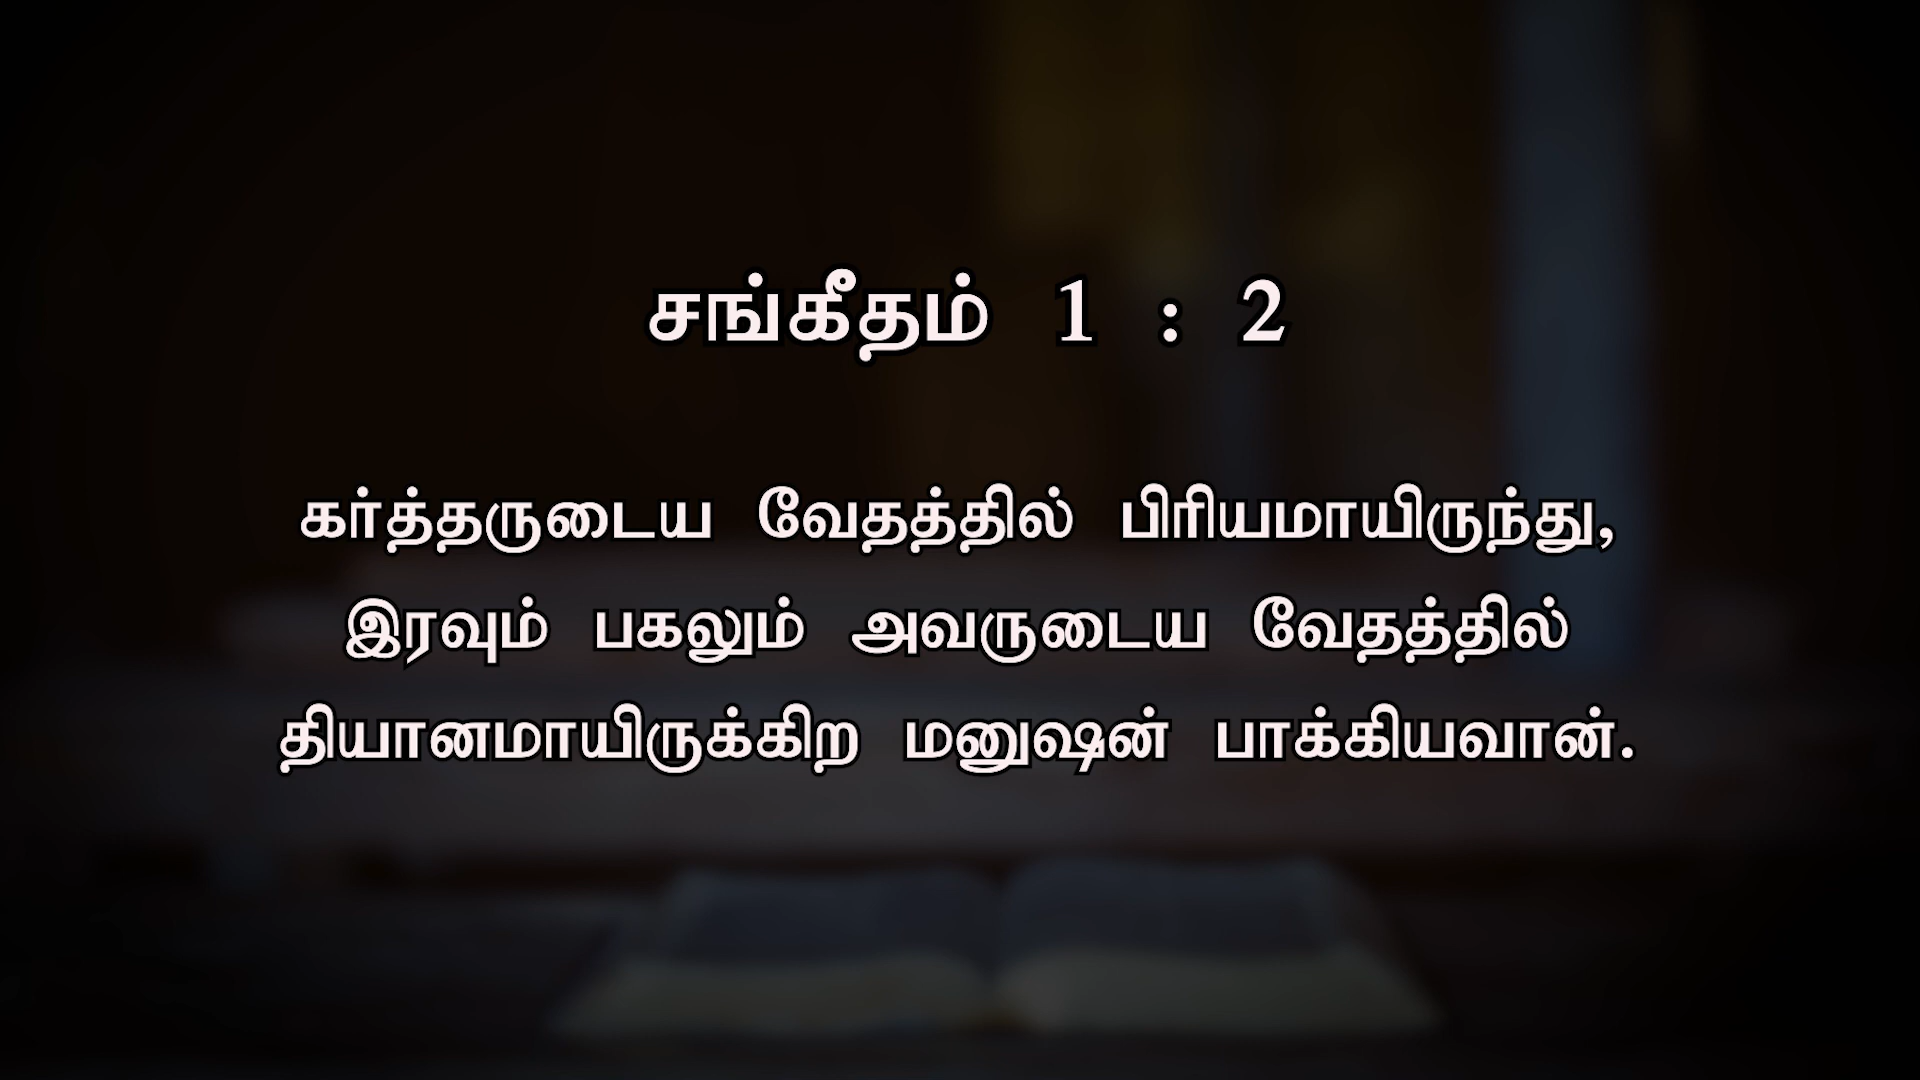 சங்கீதம் 1 : 2
கர்த்தருடைய வேதத்தில் பிரியமாயிருந்து,
இரவும் பகலும் அவருடைய வேதத்தில்
தியானமாயிருக்கிற மனுஷன் பாக்கியவான்.